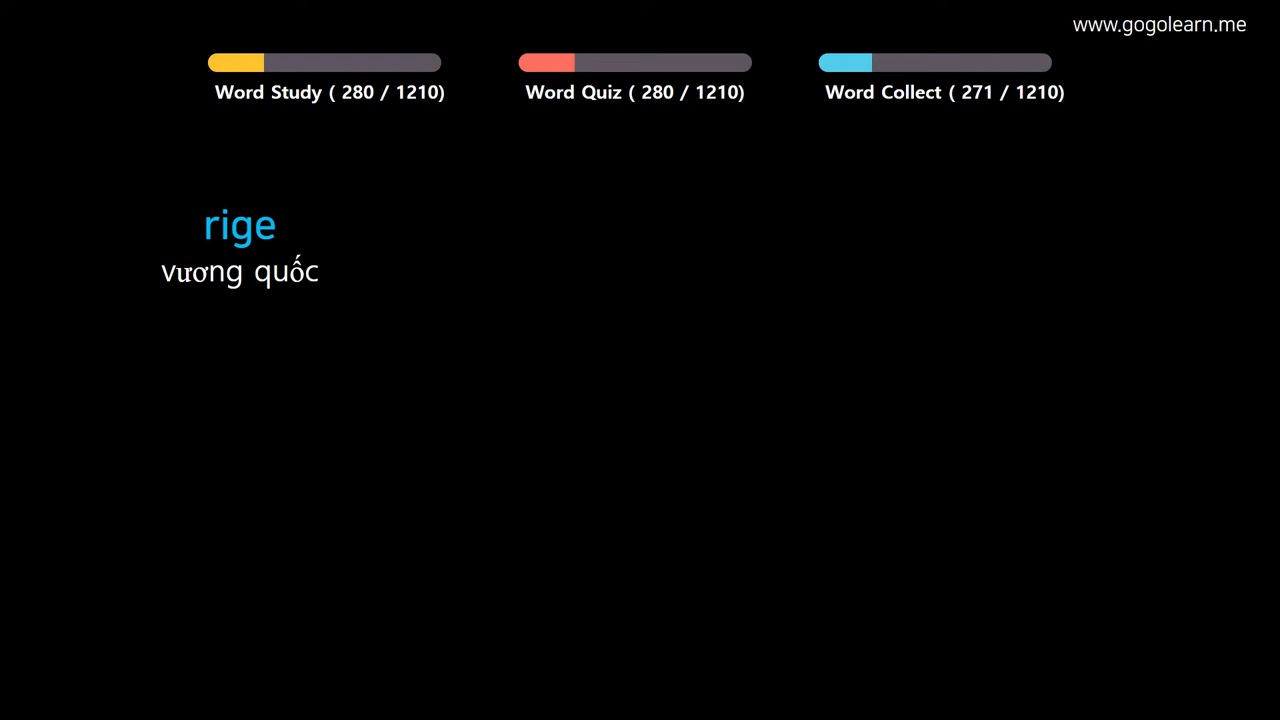 www.gogolearn.me
Word Study ( 280 / 1210)
Word Quiz ( 280 / 1210)
Word Collect ( 271 / 1210)
rige
vương quốc